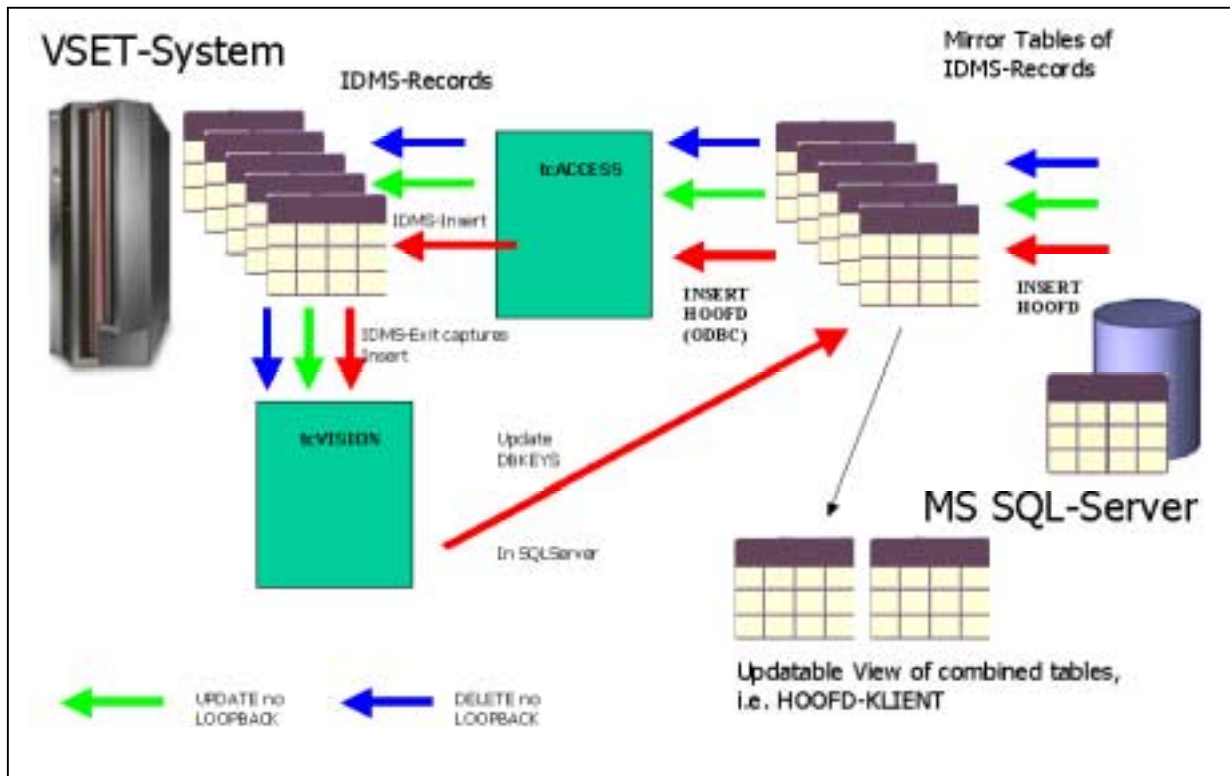 VSET-System
IDMS-Records
Mirror Tables of
IDMS-Records
tcACCESS
IDMS-Insert
INSERT
HOOFD
(ODBC)
INSERT
HOOFD
IDMS-Exit captures
Insert
tcVISION
Update
DBKEYS
In SQLServer
MS SQL-Server
Updatable View of combined tables,
i.e. HOOFD-KLIENT
UPDATE no
LOOPBACK
DELETE no
LOOPBACK